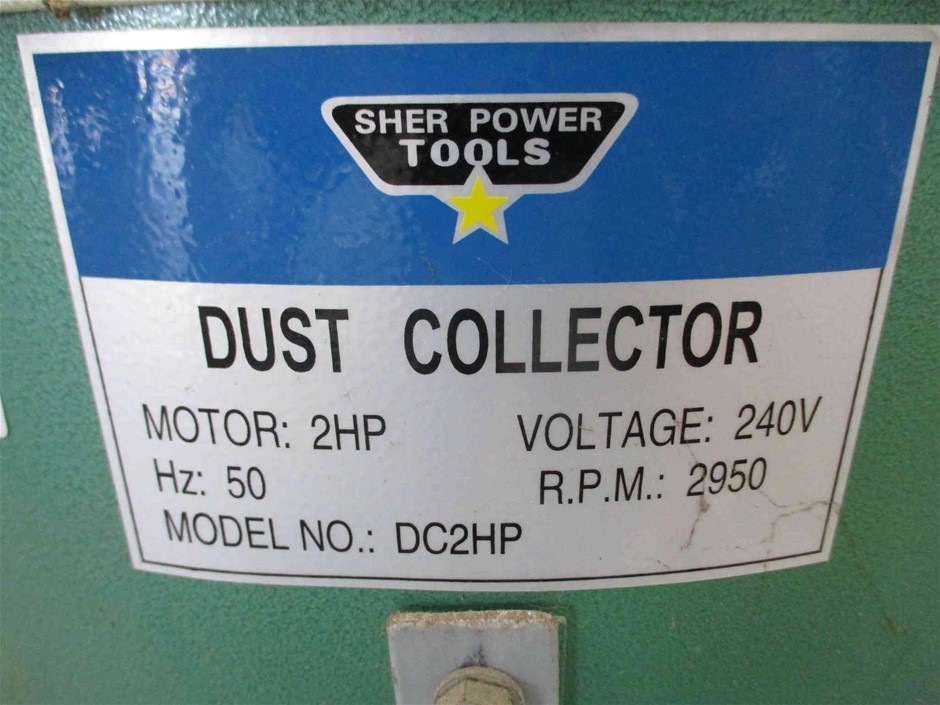 SHER POWER
TOOLS
DUST COLLECTOR
MOTOR: 2HP VOLTAGE: 240V
Hz: 50 R.P.M.: 2950
MODEL NO.: DC2HP